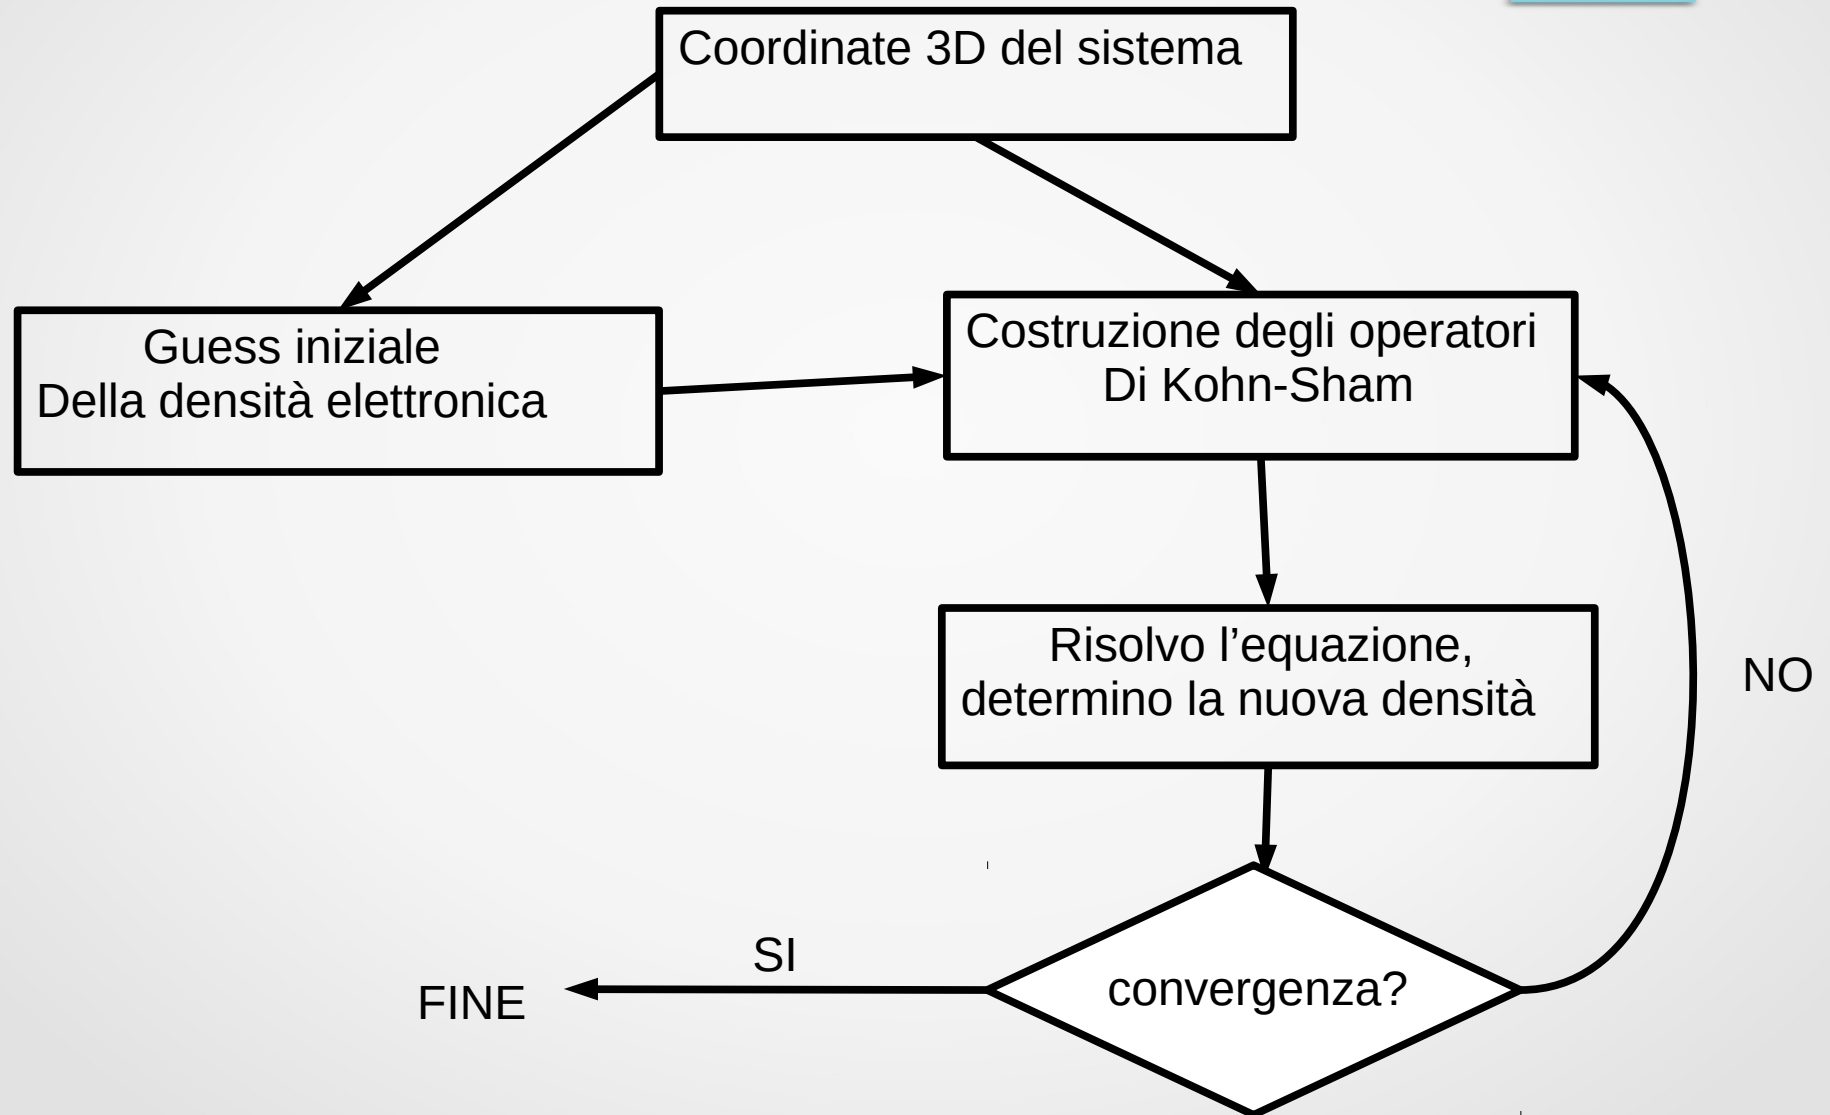 Coordinate 3D del sistema
Guess iniziale
Della densità elettronica
Costruzione degli operatori
Di Kohn-Sham
Risolvo l’equazione,
determino la nuova densità
NO
SI
FINE
convergenza?